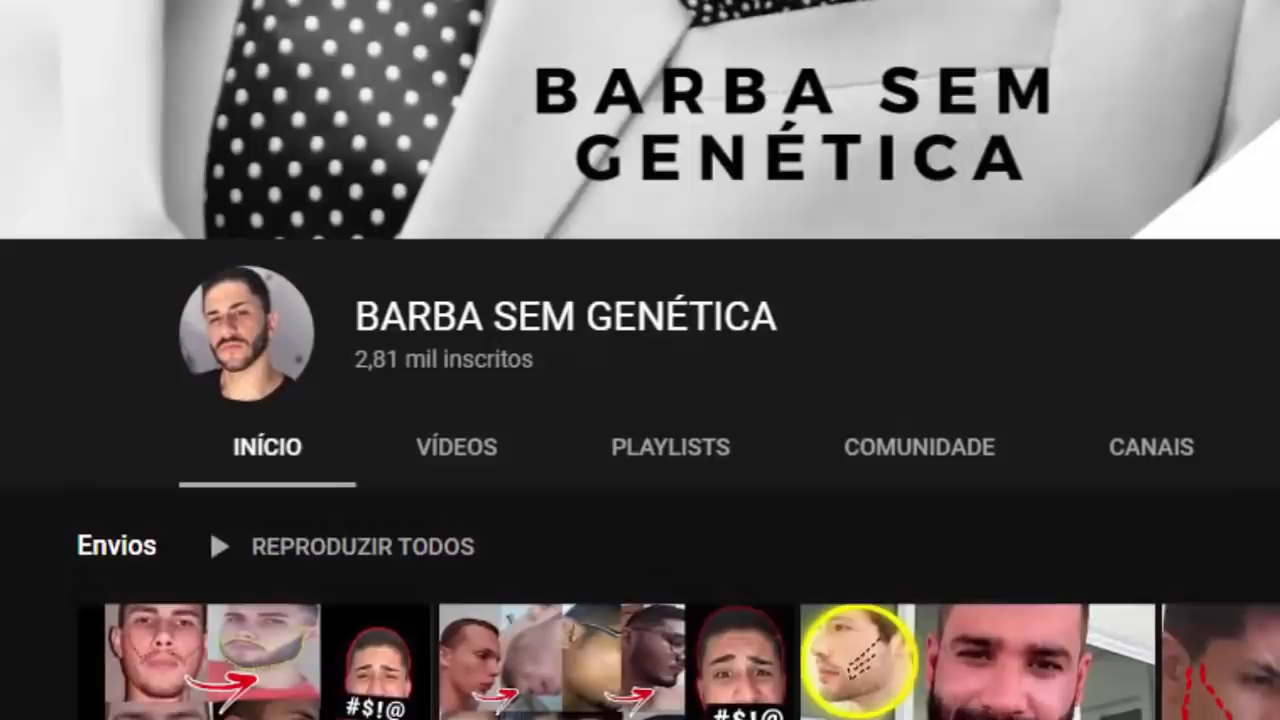 BARBA SEM
GENÉTICA
BARBA SEM GENÉTICA
2,81 mil inscritos
INÍCIO VÍDEOS PLAYLISTS COMUNIDADE CANAIS
Envios REPRODUZIR TODOS
#$!@ #$!@